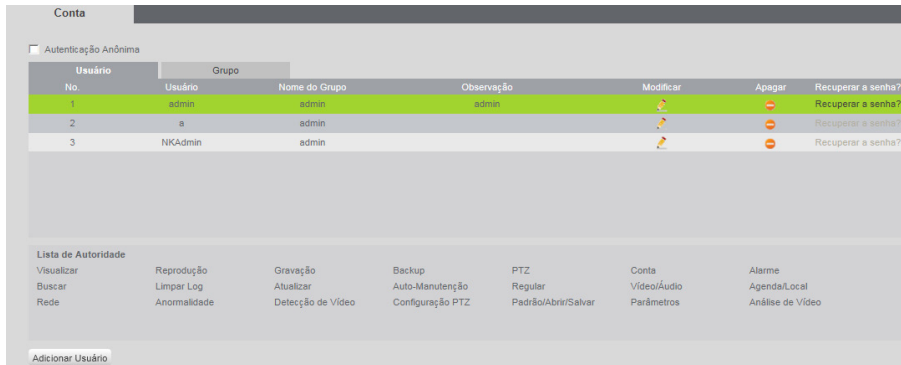 Conta
Autenticação Anônima
Usuário Grupo
No. Usuário Nome do Grupo Observação Modificar Apagar Recuperar a senha?
1 admin admin admin Recuperar a senha?
2 a admin Recuperar a senha?
3 NKAdmin admin Recuperar a senha?
Lista de Autoridade
Visualizar Reprodução Gravação Backup PTZ Conta Alarme
Buscar Limpar Log Atualizar Auto-Manutenção Regular Vídeo/Áudio Agenda/Local
Rede Anormalidade Detecção de Vídeo Configuração PTZ Padrão/Abrir/Salvar Parâmetros Análise de Vídeo
Adicionar Usuário